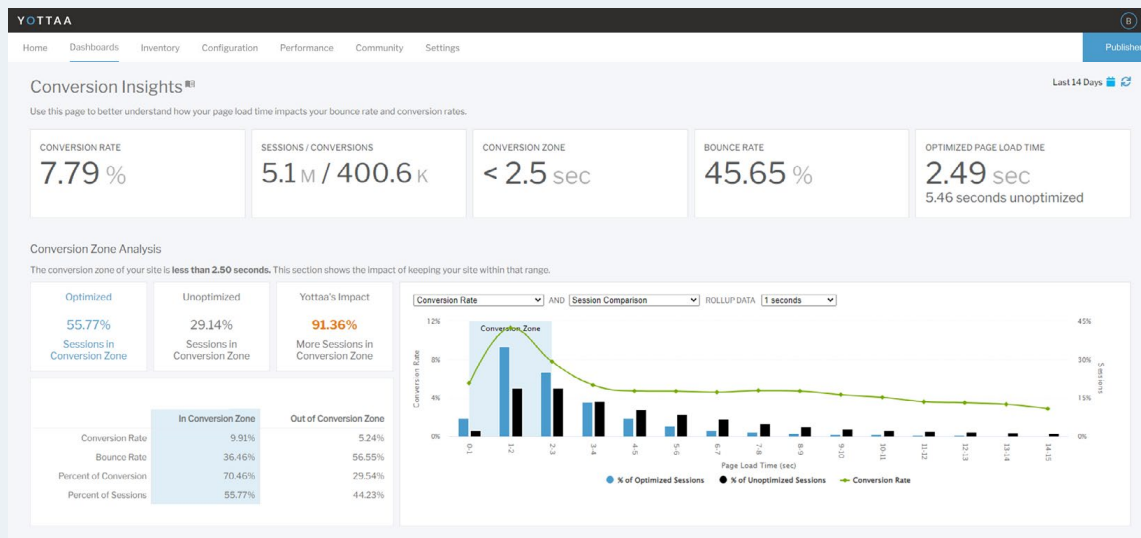 YOTTAA
B
Home Dashboards Inventory Configuration Performance Community Settings
Conversion Insights
Last 14 Days
Use this page to better understand how your page load time impacts your bounce rate and conversion rates.
CONVERSION RATE
7.79 %
SESSIONS / CONVERSIONS
5.1 M / 400.6 K
CONVERSION ZONE
< 2.5 sec
BOUNCE RATE
45.65 %
OPTIMIZED PAGE LOAD TIME
2.49 sec
5.46 seconds unoptimized
Conversion Zone Analysis
The conversion zone of your site is less than 2.50 seconds. This section shows the impact of keeping your site within that range.
Optimized
55.77%
Sessions in
Conversion Zone
Unoptimized
29.14%
Sessions in
Conversion Zone
Yottaa's Impact
91.36%
More Sessions in
Conversion Zone
In Conversion Zone Out of Conversion Zone
Conversion Rate 9.91% 5.24%
Bounce Rate 36.46% 56.55%
Percent of Conversion 70.46% 29.54%
Percent of Sessions 55.77% 44.23%
Conversion Rate AND Session Comparison ROLLUP DATA 1 seconds
12% 8% 4% 0%
Conversion Rate
Conversion Zone
45% 30% 15% 0%
Sessions
0-1 1-2 2-3 3-4 4-5 5-6 6-7 7-8 8-9 9-10 10-11 11-12 12-13 13-14 14-15
Page Load Time (sec)
% of Optimized Sessions % of Unoptimized Sessions Conversion Rate